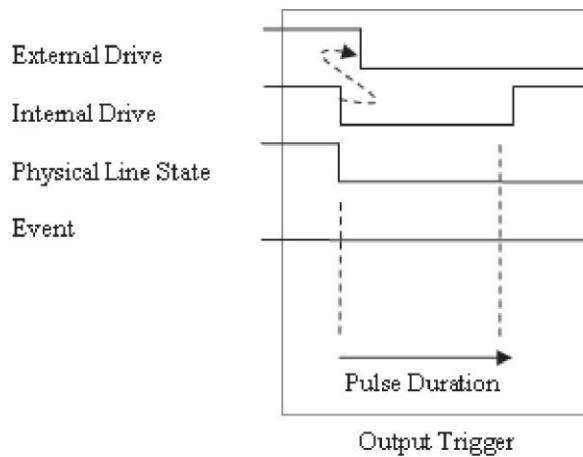 External Drive
Internal Drive
Physical Line State
Event
Pulse Duration
Output Trigger